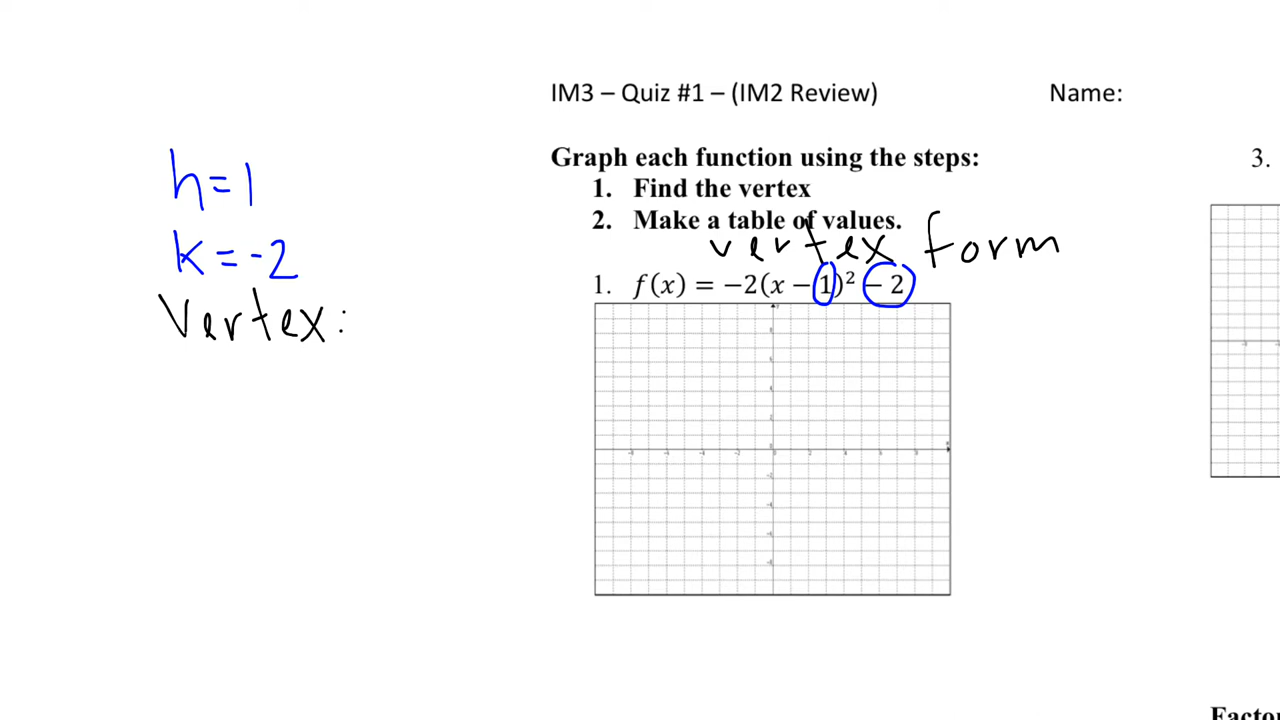 IM3 – Quiz #1 – (IM2 Review) Name:
Graph each function using the steps:
1. Find the vertex
2. Make a table of values.
vertex form
1. f(x) = −2(x − 1)² − 2
3.
h = 1
k = -2
Vertex: